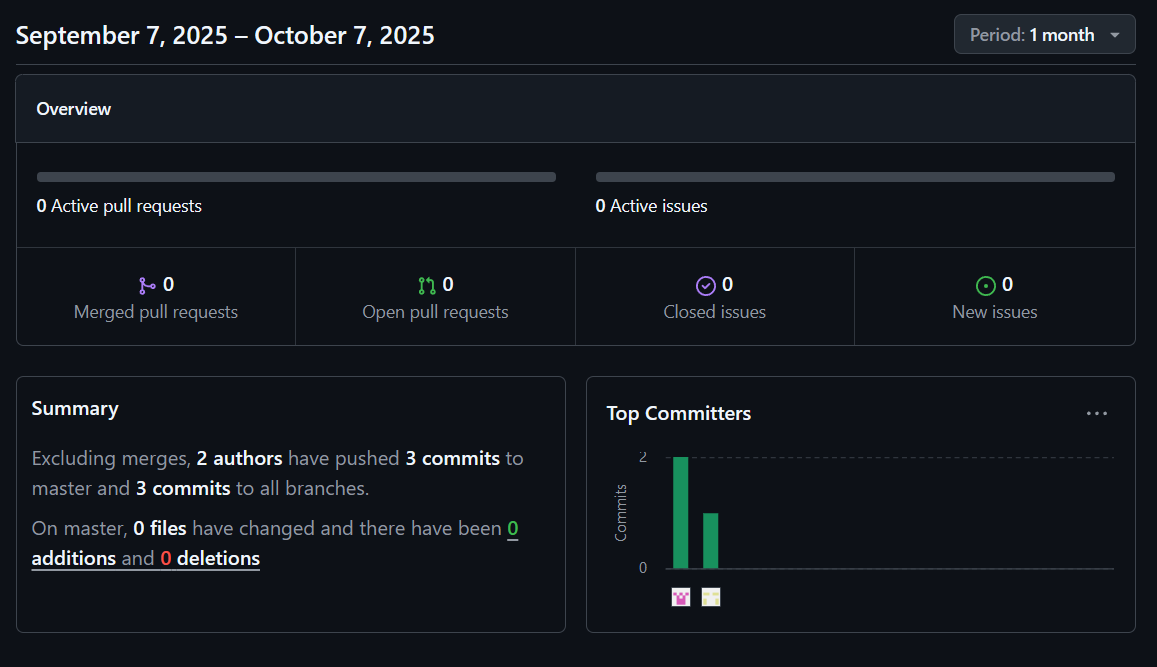 September 7, 2025 – October 7, 2025
Period: 1 month
Overview
0 Active pull requests
0 Active issues
0
Merged pull requests
0
Open pull requests
0
Closed issues
0
New issues
Summary
Excluding merges, 2 authors have pushed 3 commits to
master and 3 commits to all branches.
On master, 0 files have changed and there have been 0
additions and 0 deletions
Top Committers
2
Commits
0